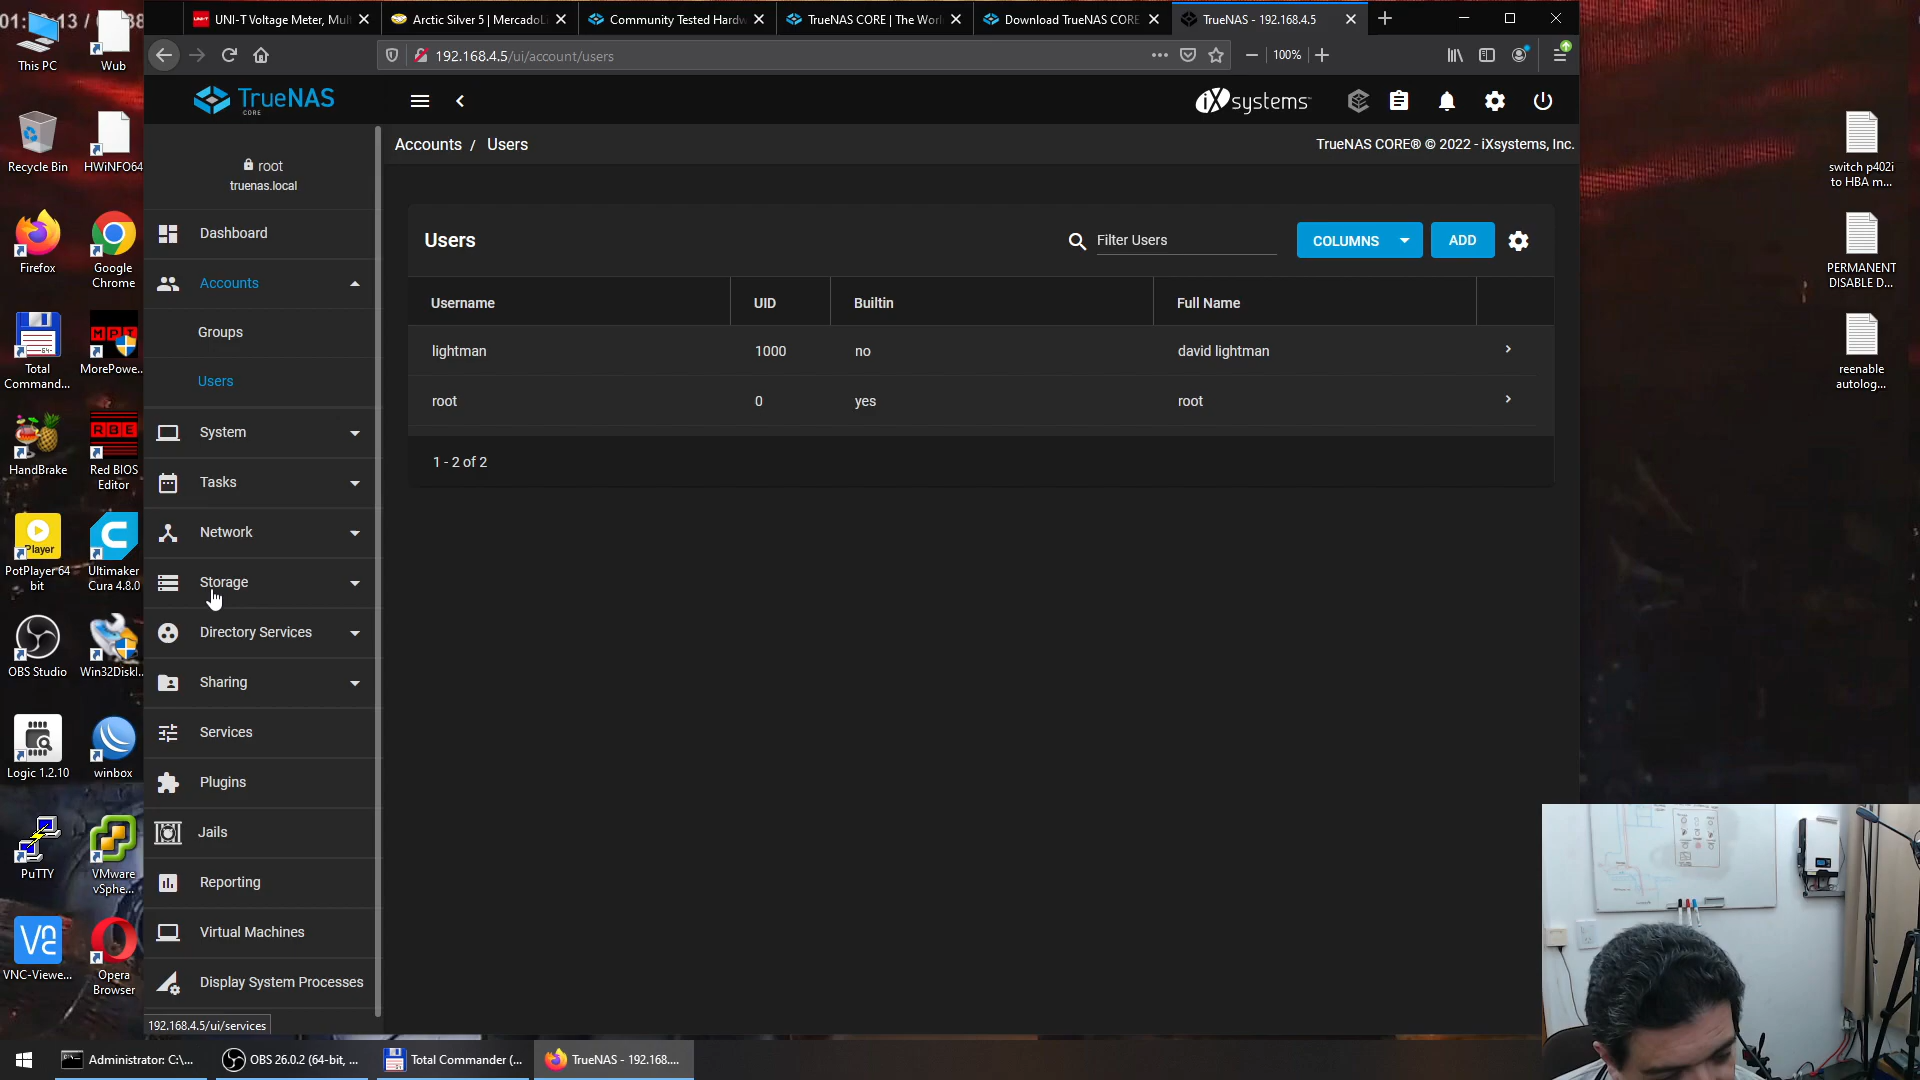 UNI-T Voltage Meter, Mul
Arctic Silver 5 | MercadoLi
Community Tested Hardw
TrueNAS CORE | The Worl
Download TrueNAS CORE
TrueNAS - 192.168.4.5
192.168.4.5/ui/account/users
100%
TrueNAS
CORE
iXsystems
Accounts / Users
TrueNAS CORE® © 2022 - iXsystems, Inc.
root
truenas.local
Dashboard
Accounts
Groups
Users
System
Tasks
Network
Storage
Directory Services
Sharing
Services
Plugins
Jails
Reporting
Virtual Machines
Display System Processes
192.168.4.5/ui/services
Users
Filter Users
COLUMNS
ADD
Username UID Builtin Full Name
lightman 1000 no david lightman
root 0 yes root
1 - 2 of 2
This PC
Wub
Recycle Bin
HWiNFO64
Firefox
Google
Chrome
Total
Command...
MPT
MorePowe...
HandBrake
RBE
Red BIOS
Editor
Player
PotPlayer 64
bit
Ultimaker
Cura 4.8.0
OBS Studio
Win32DiskI...
Logic 1.2.10
winbox
PuTTY
VMware
vSphe...
VNC-Viewe...
Opera
Browser
switch p402i
to HBA m...
PERMANENT
DISABLE D...
reenable
autolog...
Administrator: C:\...
OBS 26.0.2 (64-bit, ...
Total Commander (...
TrueNAS - 192.168....